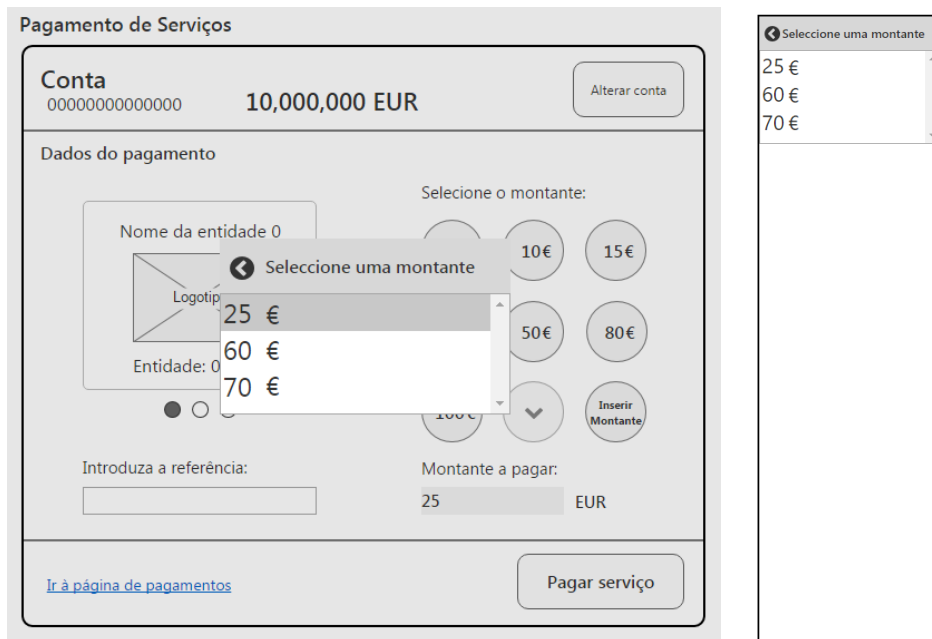 Pagamento de Serviços
Conta
00000000000000 10,000,000 EUR
Alterar conta
Dados do pagamento
Selecione o montante:
Nome da entidade 0
10€ 15€
Seleccione uma montante
Logotip
25 €
50€ 80€
60 €
Entidade: 0
70 €
100€
Inserir
Montante
Introduza a referência:
Montante a pagar:
25 EUR
Ir à página de pagamentos
Pagar serviço
Seleccione uma montante
25 €
60 €
70 €